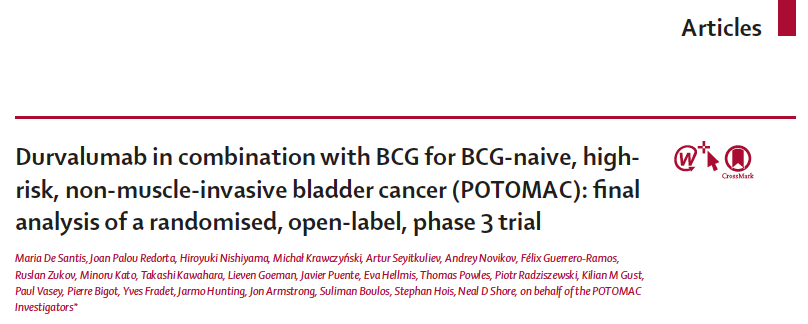 Articles
Durvalumab in combination with BCG for BCG-naive, high-
risk, non-muscle-invasive bladder cancer (POTOMAC): final
analysis of a randomised, open-label, phase 3 trial
W
CrossMark
Maria De Santis, Joan Palou Redorta, Hiroyuki Nishiyama, Michał Krawczyński, Artur Seyitkuliev, Andrey Novikov, Félix Guerrero-Ramos,
Ruslan Zukov, Minoru Kato, Takashi Kawahara, Lieven Goeman, Javier Puente, Eva Hellmis, Thomas Powles, Piotr Radziszewski, Kilian M Gust,
Paul Vasey, Pierre Bigot, Yves Fradet, Jarmo Hunting, Jon Armstrong, Suliman Boulos, Stephan Hois, Neal D Shore, on behalf of the POTOMAC
Investigators*